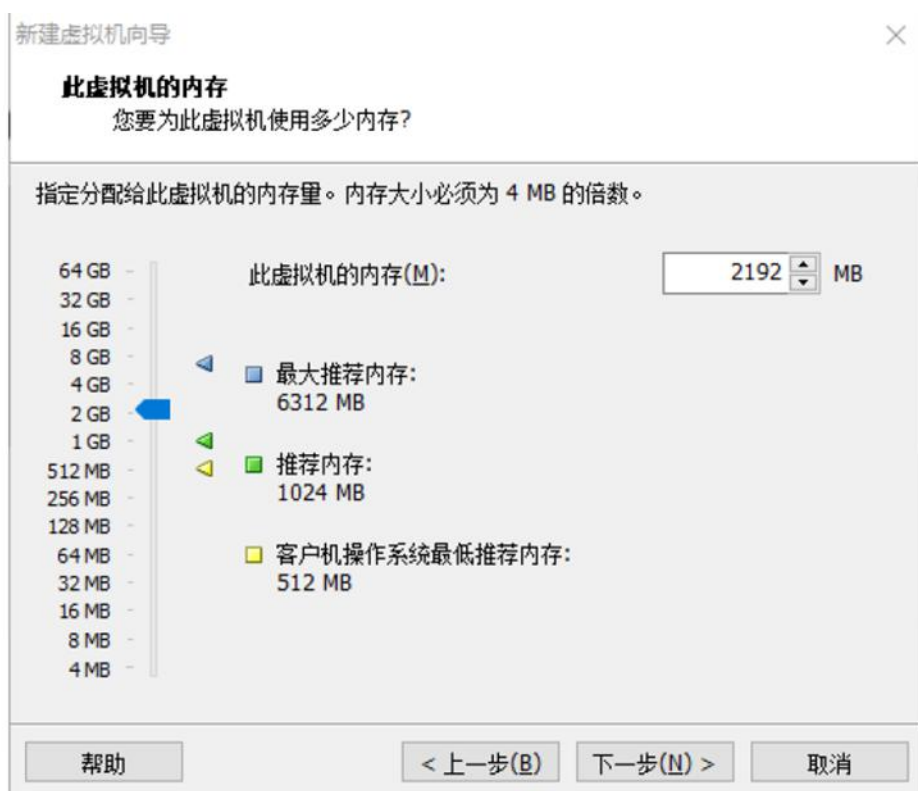 新建虚拟机向导
此虚拟机的内存
您要为此虚拟机使用多少内存?
指定分配给此虚拟机的内存量。内存大小必须为 4 MB 的倍数。
64 GB
32 GB
16 GB
8 GB
4 GB
2 GB
1 GB
512 MB
256 MB
128 MB
64 MB
32 MB
16 MB
8 MB
4 MB
此虚拟机的内存(M):
2192 MB
最大推荐内存:
6312 MB
推荐内存:
1024 MB
客户机操作系统最低推荐内存:
512 MB
帮助
< 上一步(B)
下一步(N) >
取消